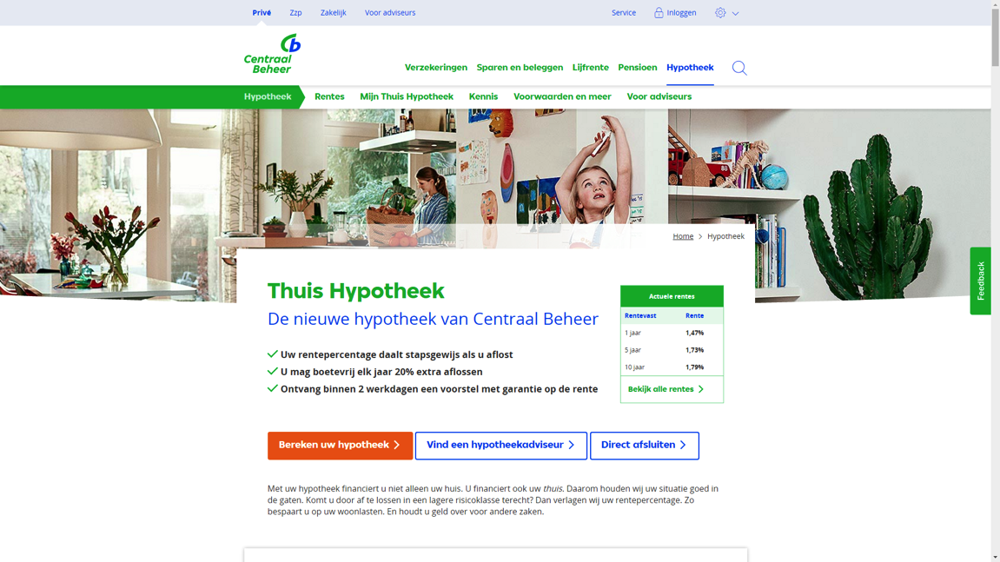 Privé Zzp Zakelijk Voor adviseurs Service Inloggen
Centraal
Beheer
Verzekeringen Sparen en beleggen Lijfrente Pensioen Hypotheek
Hypotheek Rentes Mijn Thuis Hypotheek Kennis Voorwaarden en meer Voor adviseurs
Home Hypotheek
Feedback
Thuis Hypotheek
De nieuwe hypotheek van Centraal Beheer
Uw rentepercentage daalt stapsgewijs als u aflost
U mag boetevrij elk jaar 20% extra aflossen
Ontvang binnen 2 werkdagen een voorstel met garantie op de rente
Actuele rentes
Rentevast Rente
1 jaar 1,47%
5 jaar 1,73%
10 jaar 1,79%
Bekijk alle rentes
Bereken uw hypotheek Vind een hypotheekadviseur Direct afsluiten
Met uw hypotheek financiert u niet alleen uw huis. U financiert ook uw thuis. Daarom houden wij uw situatie goed in
de gaten. Komt u door af te lossen in een lagere risicoklasse terecht? Dan verlagen wij uw rentepercentage. Zo
bespaart u op uw woonlasten. En houdt u geld over voor andere zaken.